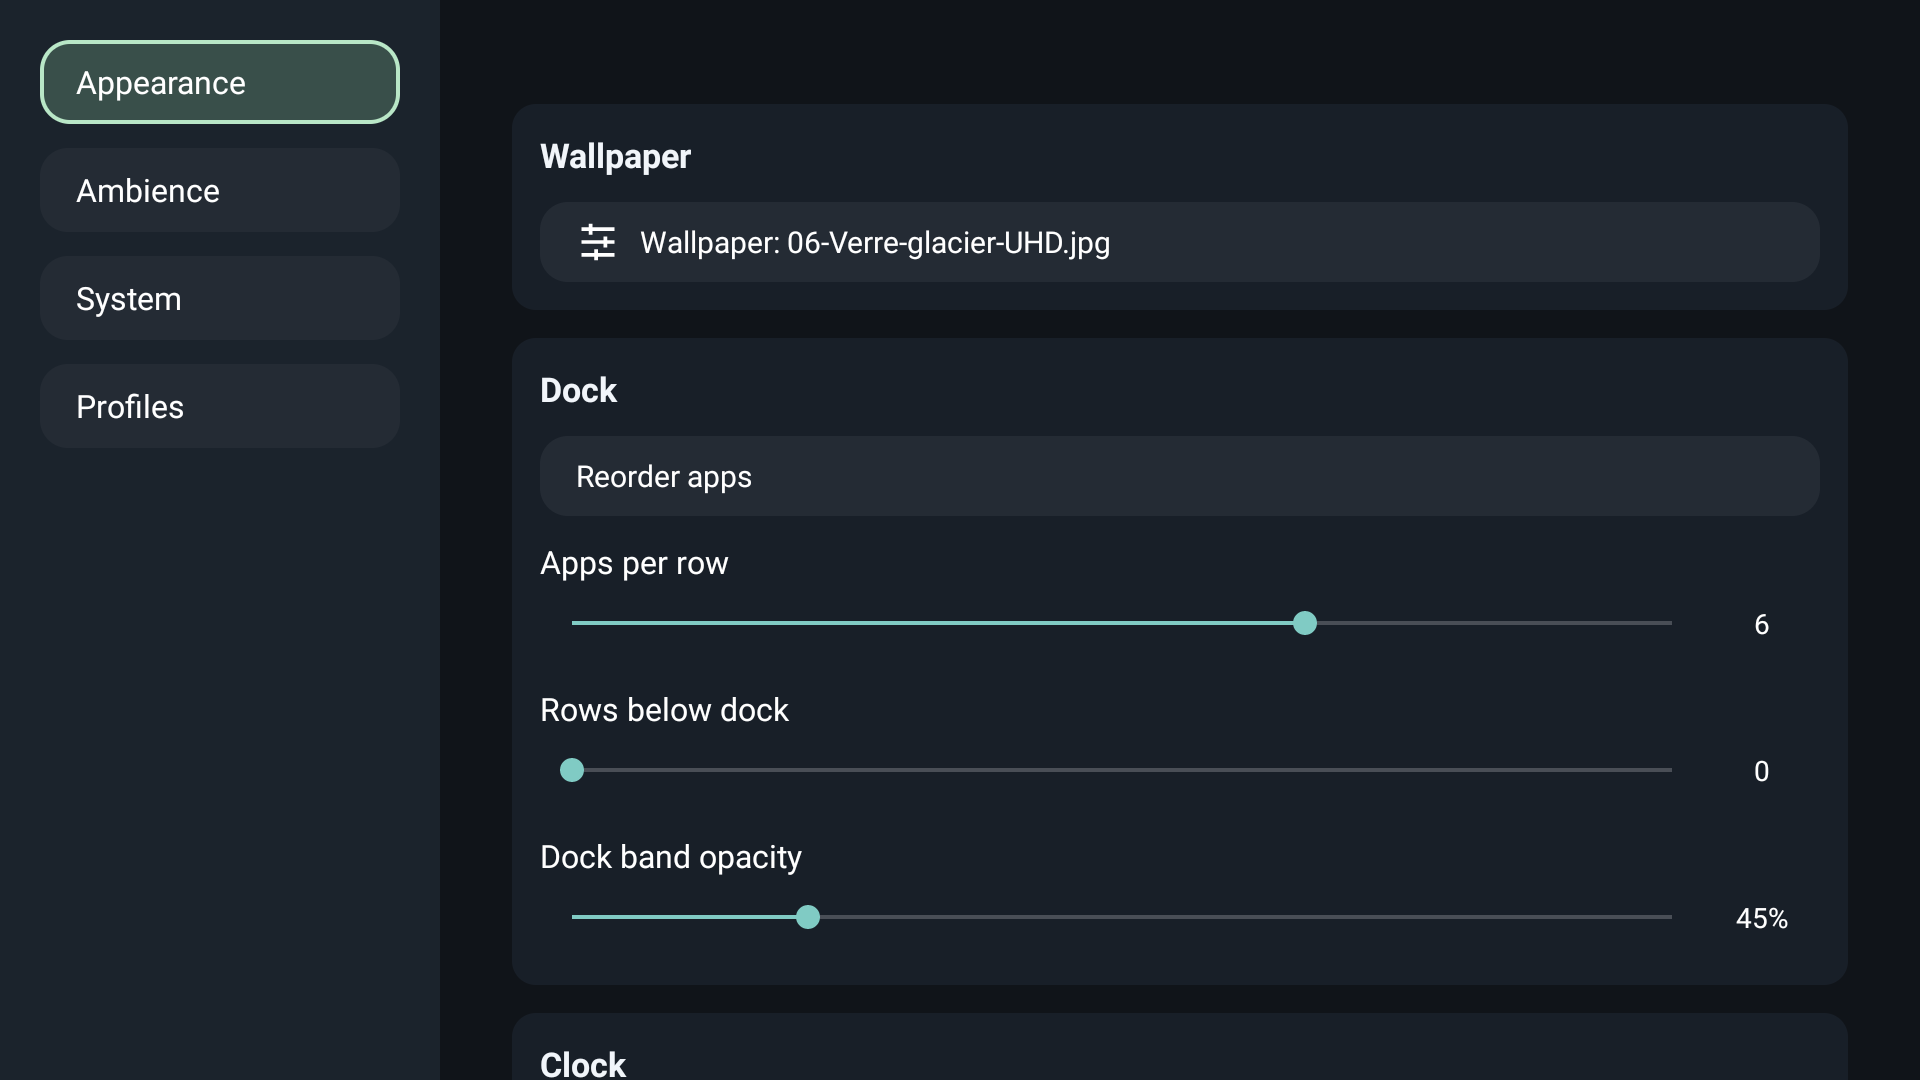 Appearance
Ambience
System
Profiles
Wallpaper
Wallpaper: 06-Verre-glacier-UHD.jpg
Dock
Reorder apps
Apps per row
6
Rows below dock
0
Dock band opacity
45%
Clock